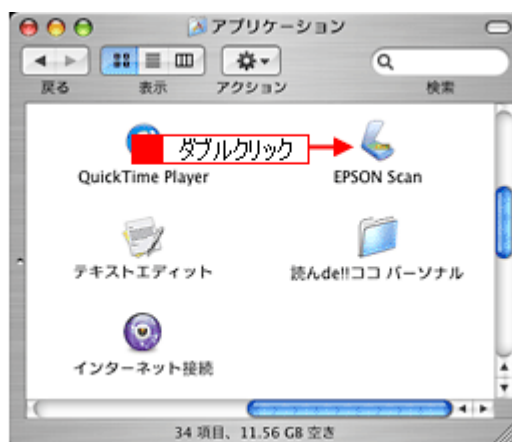 アプリケーション
戻る 表示 アクション 検索
ダブルクリック
QuickTime Player EPSON Scan
テキストエディット 読んde!!ココ パーソナル
インターネット接続
34 項目、11.56 GB 空き